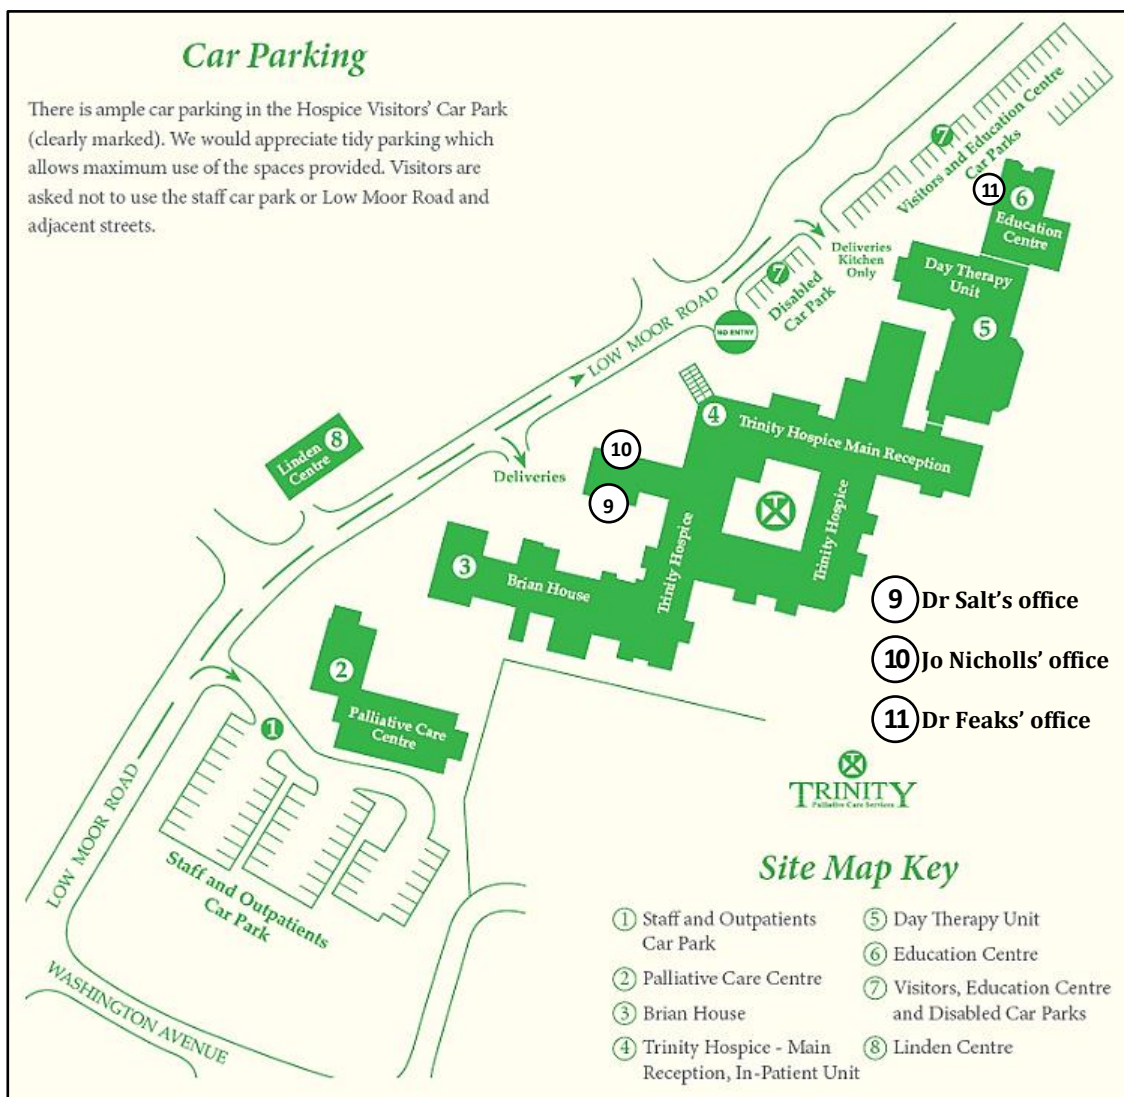 Car Parking
There is ample car parking in the Hospice Visitors' Car Park
(clearly marked). We would appreciate tidy parking which
allows maximum use of the spaces provided. Visitors are
asked not to use the staff car park or Low Moor Road and
adjacent streets.
7
Visitors and Education Centre
Car Parks
11
6
Education
Centre
Deliveries
Kitchen
Only
7
Disabled
Car Park
Day Therapy
Unit
5
NO ENTRY
LOW MOOR ROAD
4
Trinity Hospice Main Reception
8
Linden
Centre
10
Deliveries
9
Trinity Hospice
Trinity Hospice
3
Brian House
9 Dr Salt's office
10 Jo Nicholls' office
11 Dr Feaks' office
2
Palliative Care
Centre
1
TRINITY
Palliative Care Services
LOW MOOR ROAD
Staff and Outpatients
Car Park
WASHINGTON AVENUE
Site Map Key
1 Staff and Outpatients
Car Park
2 Palliative Care Centre
3 Brian House
4 Trinity Hospice - Main
Reception, In-Patient Unit
5 Day Therapy Unit
6 Education Centre
7 Visitors, Education Centre
and Disabled Car Parks
8 Linden Centre